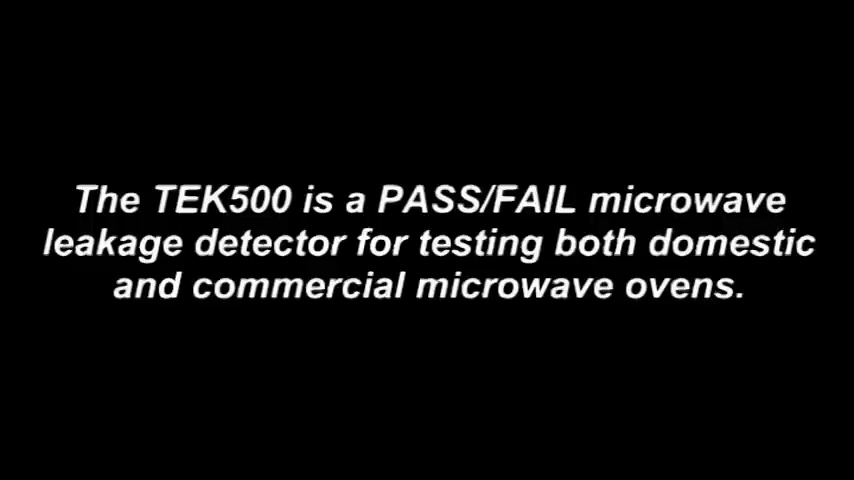 The TEK500 is a PASS/FAIL microwave
leakage detector for testing both domestic
and commercial microwave ovens.